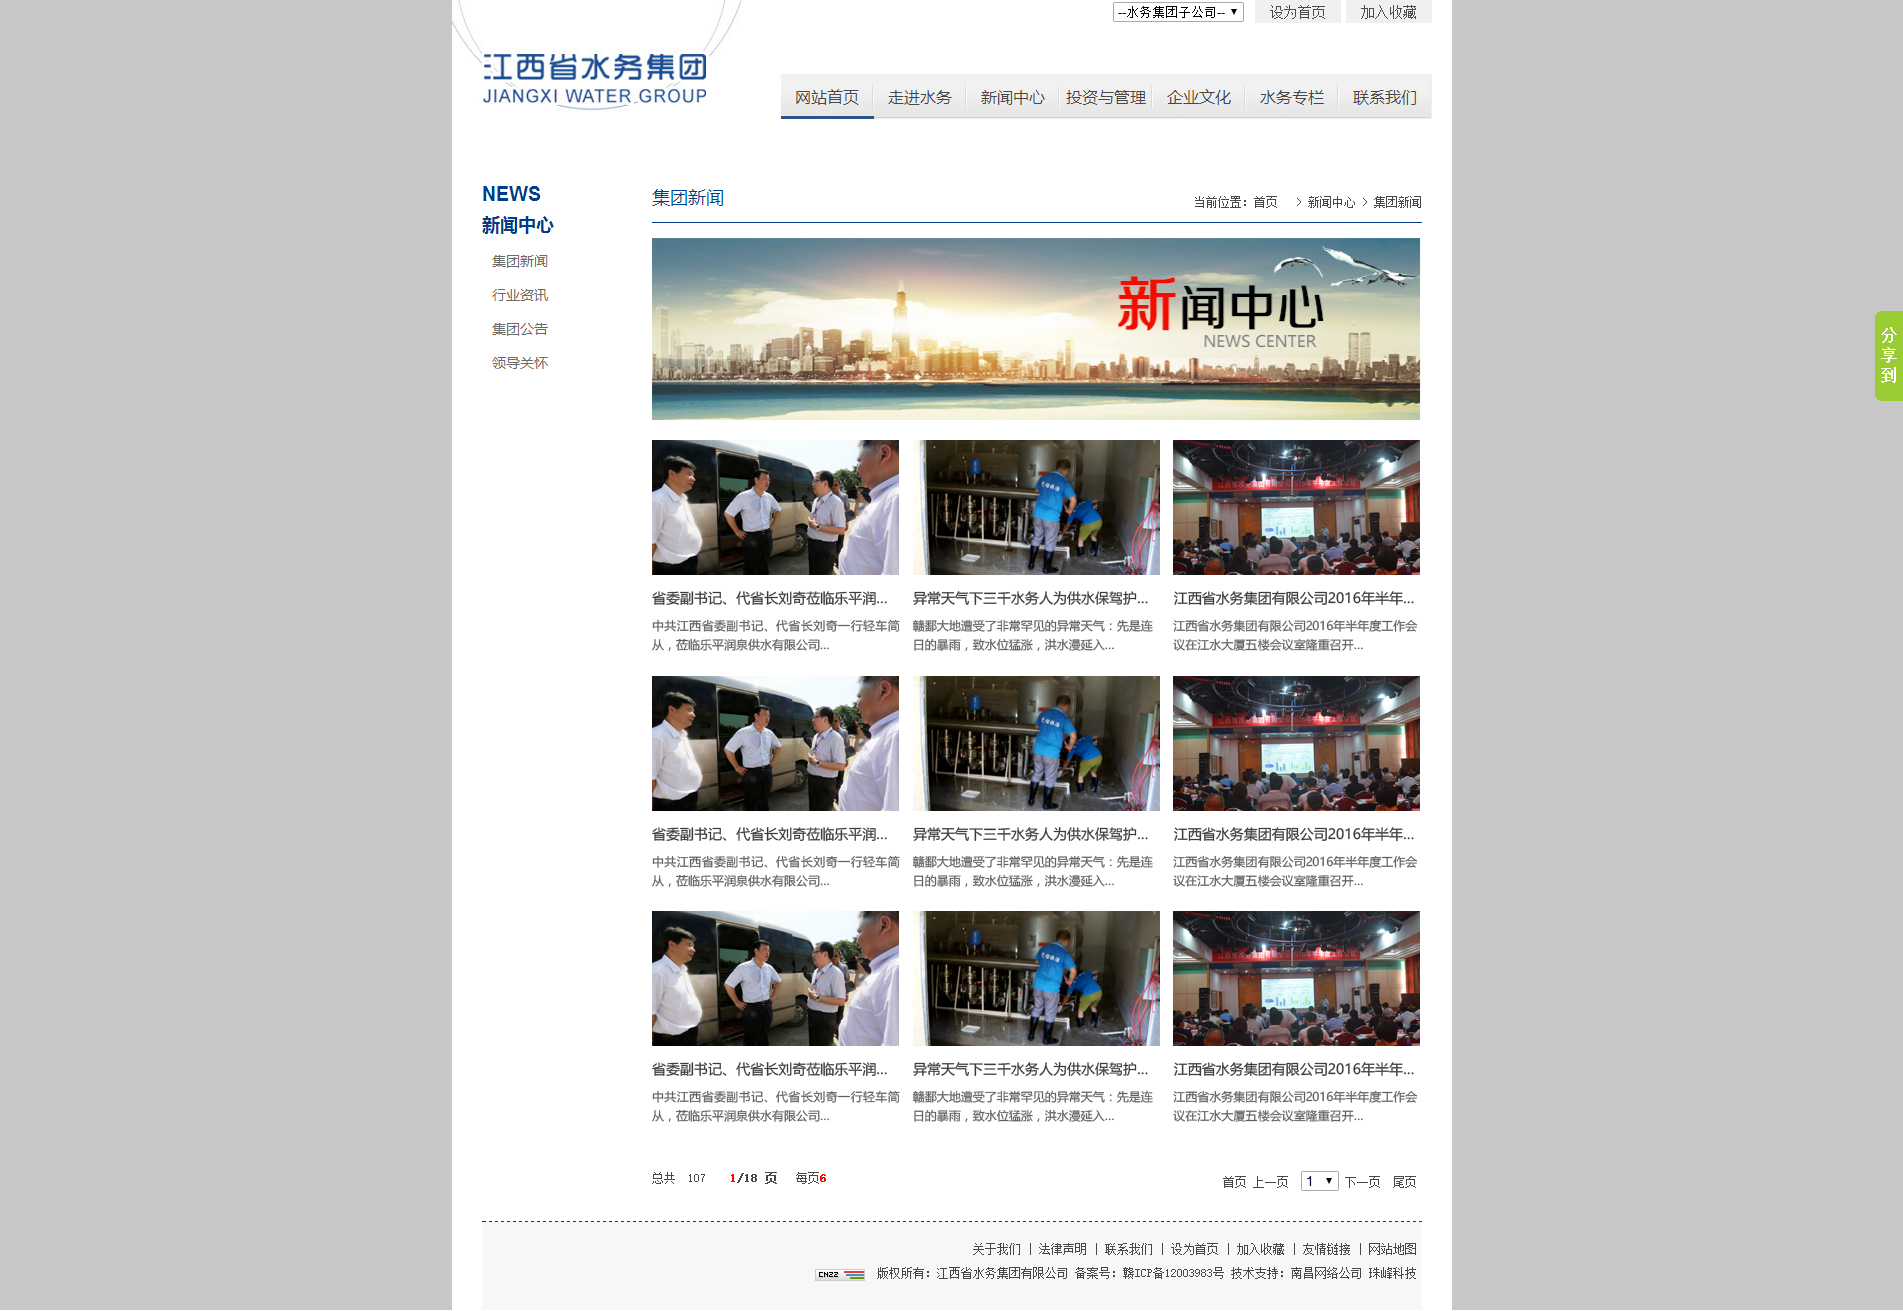 --水务集团子公司--
设为首页
加入收藏
江西省水务集团
JIANGXI WATER GROUP
网站首页
走进水务
新闻中心
投资与管理
企业文化
水务专栏
联系我们
NEWS
新闻中心
集团新闻
行业资讯
集团公告
领导关怀
集团新闻
当前位置：首页 > 新闻中心 > 集团新闻
新闻中心
NEWS CENTER
分享到
省委副书记、代省长刘奇莅临乐平润...
中共江西省委副书记、代省长刘奇一行轻车简
从，莅临乐平润泉供水有限公司...
异常天气下三千水务人为供水保驾护...
赣鄱大地遭受了非常罕见的异常天气：先是连
日的暴雨，致水位猛涨，洪水漫延入...
江西省水务集团有限公司2016年半年...
江西省水务集团有限公司2016年半年度工作会
议在江水大厦五楼会议室隆重召开...
省委副书记、代省长刘奇莅临乐平润...
中共江西省委副书记、代省长刘奇一行轻车简
从，莅临乐平润泉供水有限公司...
异常天气下三千水务人为供水保驾护...
赣鄱大地遭受了非常罕见的异常天气：先是连
日的暴雨，致水位猛涨，洪水漫延入...
江西省水务集团有限公司2016年半年...
江西省水务集团有限公司2016年半年度工作会
议在江水大厦五楼会议室隆重召开...
省委副书记、代省长刘奇莅临乐平润...
中共江西省委副书记、代省长刘奇一行轻车简
从，莅临乐平润泉供水有限公司...
异常天气下三千水务人为供水保驾护...
赣鄱大地遭受了非常罕见的异常天气：先是连
日的暴雨，致水位猛涨，洪水漫延入...
江西省水务集团有限公司2016年半年...
江西省水务集团有限公司2016年半年度工作会
议在江水大厦五楼会议室隆重召开...
总共 107 1/18 页 每页6
首页 上一页 1 下一页 尾页
关于我们 | 法律声明 | 联系我们 | 设为首页 | 加入收藏 | 友情链接 | 网站地图
CNZZ 版权所有：江西省水务集团有限公司 备案号：赣ICP备12003983号 技术支持：南昌网络公司 珠峰科技